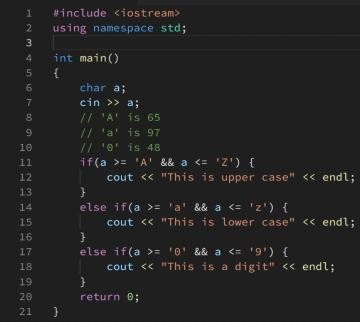 1 #include <iostream>
2 using namespace std;
3
4 int main()
5 {
6 char a;
7 cin >> a;
8 // 'A' is 65
9 // 'a' is 97
10 // '0' is 48
11 if(a >= 'A' && a <= 'Z') {
12 cout << "This is upper case" << endl;
13 }
14 else if(a >= 'a' && a <= 'z') {
15 cout << "This is lower case" << endl;
16 }
17 else if(a >= '0' && a <= '9') {
18 cout << "This is a digit" << endl;
19 }
20 return 0;
21 }